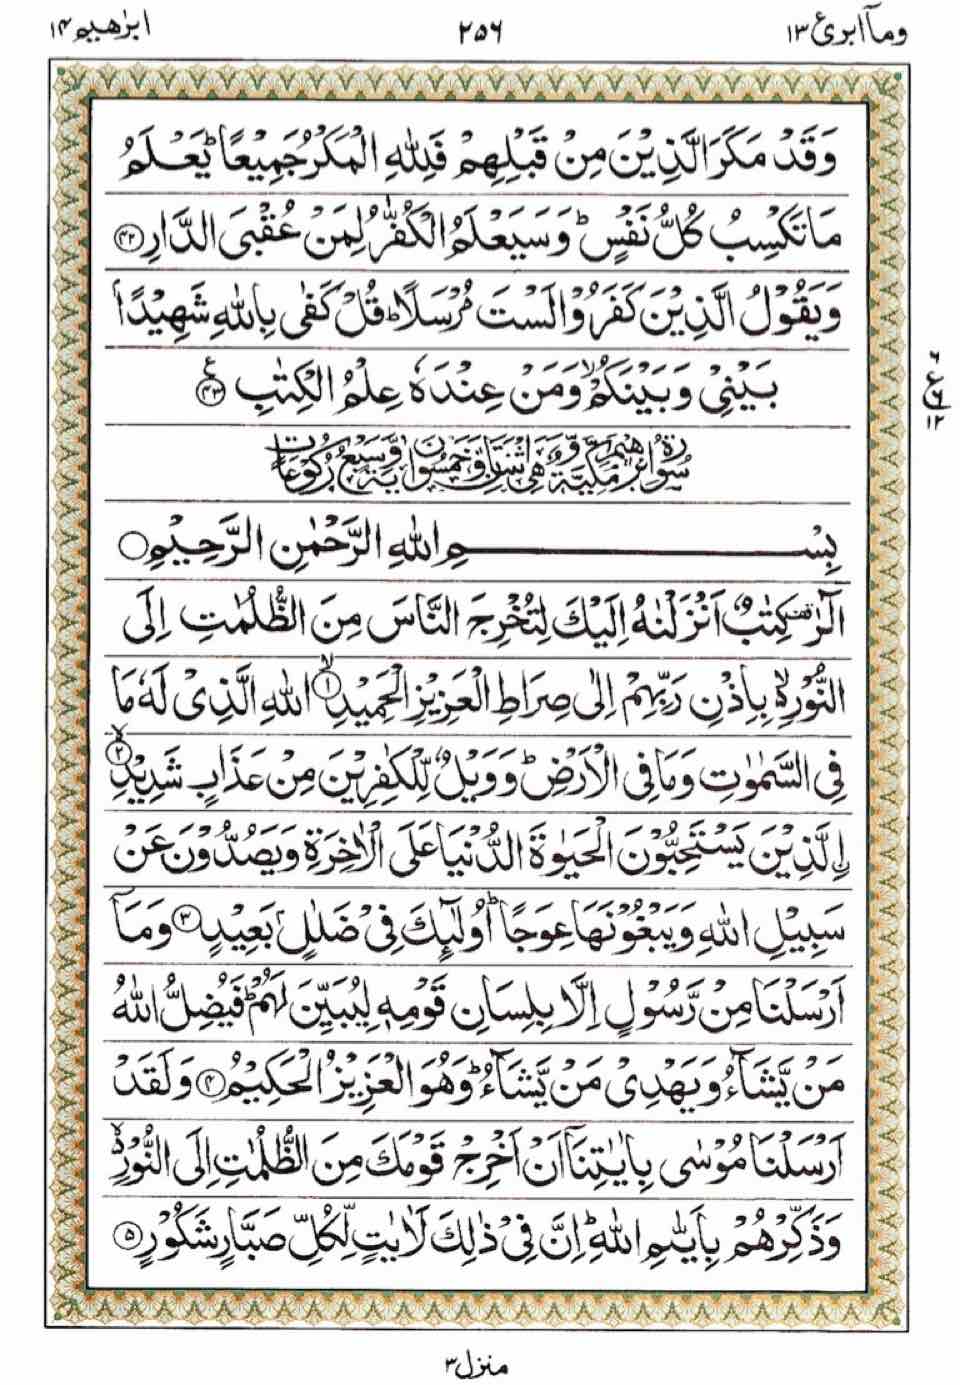 وماۤ ابرئ ١٣
٢٥٦
ابرٰهيم ١٤
وَقَدْ مَكَرَ الَّذِيْنَ مِنْ قَبْلِهِمْ فَلِلّٰهِ الْمَكْرُ جَمِيْعًا ؕ يَعْلَمُ
مَا تَكْسِبُ كُلُّ نَفْسٍ ؕ وَسَيَعْلَمُ الْكُفّٰرُ لِمَنْ عُقْبَى الدَّارِ ﴿٤٢﴾
وَيَقُوْلُ الَّذِيْنَ كَفَرُوْا لَسْتَ مُرْسَلًا ؕ قُلْ كَفٰى بِاللّٰهِ شَهِيْدًۢا
بَيْنِيْ وَبَيْنَكُمْ ۙ وَمَنْ عِنْدَهٗ عِلْمُ الْكِتٰبِ ﴿٤٣﴾ ع
٦
ع ٦
١٢
سُوْرَةُ اِبْرٰهِيْمَ مَكِّيَّةٌ وَّهِيَ اثْنَتَانِ وَخَمْسُوْنَ اٰيَةً وَّسَبْعُ رُكُوْعَاتٍ
بِسْمِ اللّٰهِ الرَّحْمٰنِ الرَّحِيْمِ
الٓرٰ ۟ كِتٰبٌ اَنْزَلْنٰهُ اِلَيْكَ لِتُخْرِجَ النَّاسَ مِنَ الظُّلُمٰتِ اِلَى
النُّوْرِ ۙ بِاِذْنِ رَبِّهِمْ اِلٰى صِرَاطِ الْعَزِيْزِ الْحَمِيْدِ ۙ﴿١﴾ اللّٰهِ الَّذِيْ لَهٗ مَا
فِي السَّمٰوٰتِ وَمَا فِي الْاَرْضِ ؕ وَوَيْلٌ لِّلْكٰفِرِيْنَ مِنْ عَذَابٍ شَدِيْدِ ۙ﴿٢﴾
اِۨلَّذِيْنَ يَسْتَحِبُّوْنَ الْحَيٰوةَ الدُّنْيَا عَلَى الْاٰخِرَةِ وَيَصُدُّوْنَ عَنْ
سَبِيْلِ اللّٰهِ وَيَبْغُوْنَهَا عِوَجًا ؕ اُولٰٓئِكَ فِيْ ضَلٰلٍۭ بَعِيْدٍ ﴿٣﴾ وَمَاۤ
اَرْسَلْنَا مِنْ رَّسُوْلٍ اِلَّا بِلِسَانِ قَوْمِهٖ لِيُبَيِّنَ لَهُمْ ؕ فَيُضِلُّ اللّٰهُ
مَنْ يَّشَآءُ وَيَهْدِيْ مَنْ يَّشَآءُ ؕ وَهُوَ الْعَزِيْزُ الْحَكِيْمُ ﴿٤﴾ وَلَقَدْ
اَرْسَلْنَا مُوْسٰى بِاٰيٰتِنَاۤ اَنْ اَخْرِجْ قَوْمَكَ مِنَ الظُّلُمٰتِ اِلَى النُّوْرِ ۙ
وَذَكِّرْهُمْ بِاَيّٰىمِ اللّٰهِ ؕ اِنَّ فِيْ ذٰلِكَ لَاٰيٰتٍ لِّكُلِّ صَبَّارٍ شَكُوْرٍ ﴿٥﴾
منزل ٣